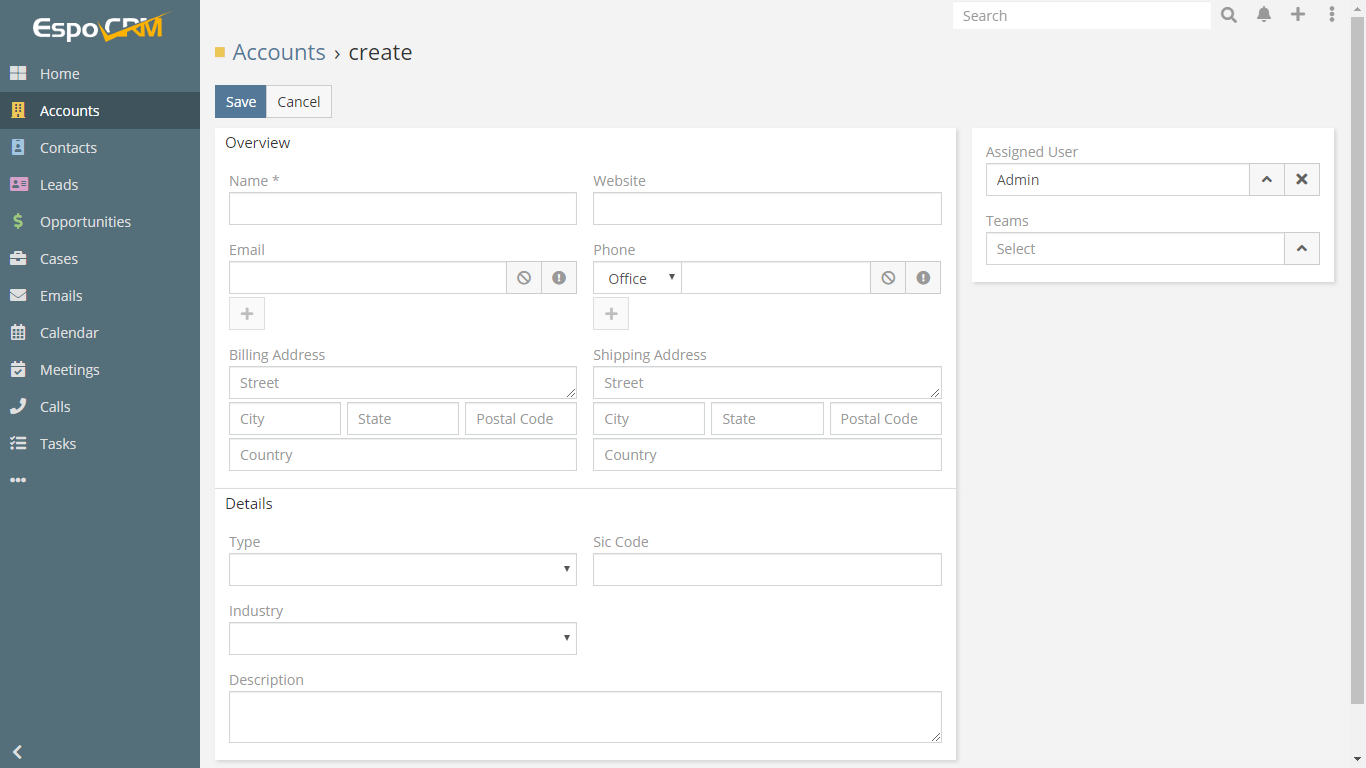 EspoCRM
Search
Home
Accounts
Contacts
Leads
Opportunities
Cases
Emails
Calendar
Meetings
Calls
Tasks
Accounts › create
Save Cancel
Overview
Name * Website
Email Phone
Office
Billing Address Shipping Address
Street Street
City State Postal Code City State Postal Code
Country Country
Details
Type Sic Code
Industry
Description
Assigned User
Admin
Teams
Select